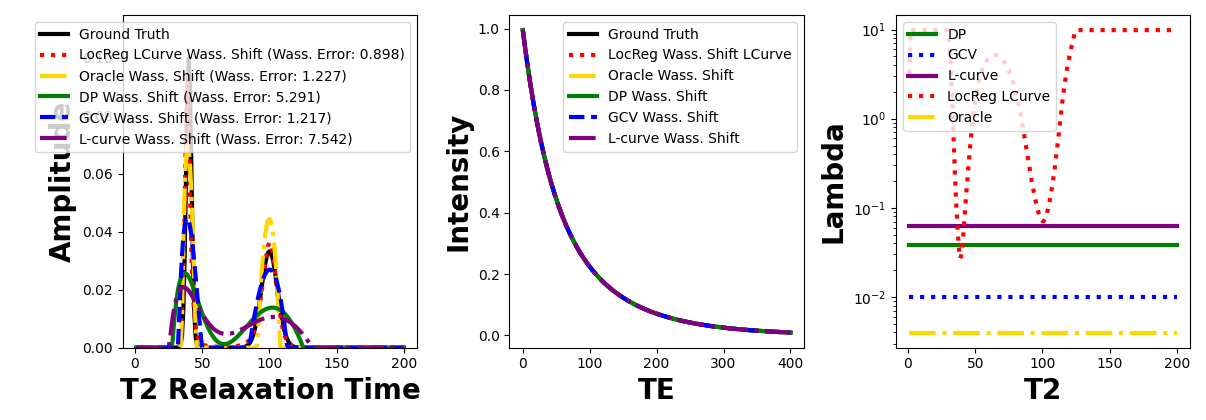 Ground Truth
LocReg LCurve Wass. Shift (Wass. Error: 0.898)
Oracle Wass. Shift (Wass. Error: 1.227)
DP Wass. Shift (Wass. Error: 5.291)
GCV Wass. Shift (Wass. Error: 1.217)
L-curve Wass. Shift (Wass. Error: 7.542)
Amplitude
0.10
0.08
0.06
0.04
0.02
0.00
0 50 100 150 200
T2 Relaxation Time
Ground Truth
LocReg Wass. Shift LCurve
Oracle Wass. Shift
DP Wass. Shift
GCV Wass. Shift
L-curve Wass. Shift
Intensity
1.0
0.8
0.6
0.4
0.2
0.0
0 100 200 300 400
TE
DP
GCV
L-curve
LocReg LCurve
Oracle
Lambda
10¹
10⁰
10⁻¹
10⁻²
0 50 100 150 200
T2